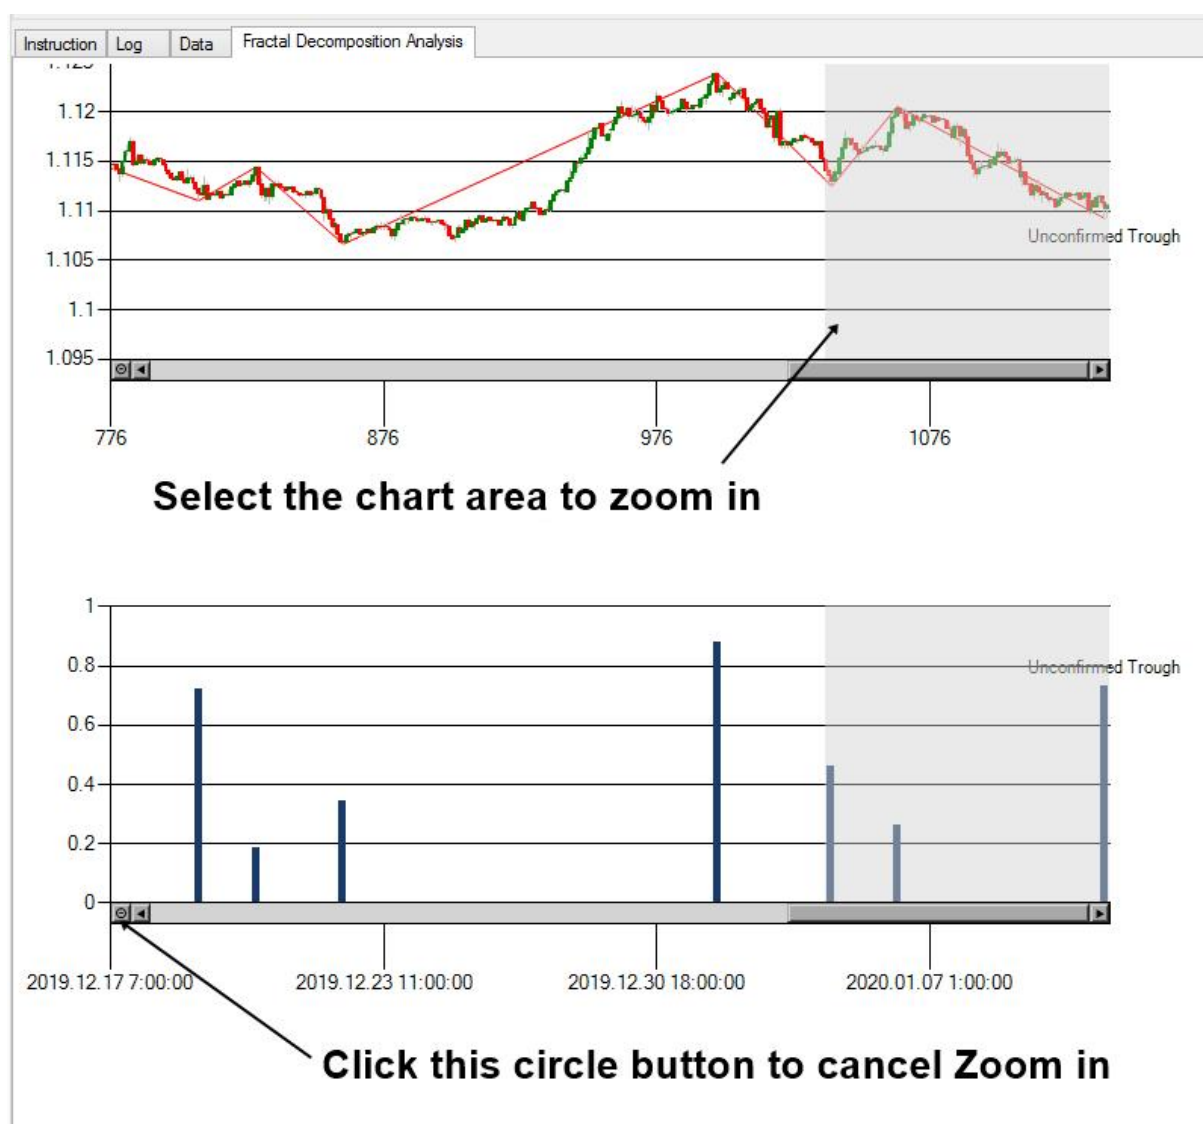 Instruction Log Data Fractal Decomposition Analysis
1.125
1.12
1.115
1.11
Unconfirmed Trough
1.105
1.1
1.095
776 876 976 1076
Select the chart area to zoom in
1
0.8
Unconfirmed Trough
0.6
0.4
0.2
0
2019.12.17 7:00:00 2019.12.23 11:00:00 2019.12.30 18:00:00 2020.01.07 1:00:00
Click this circle button to cancel Zoom in